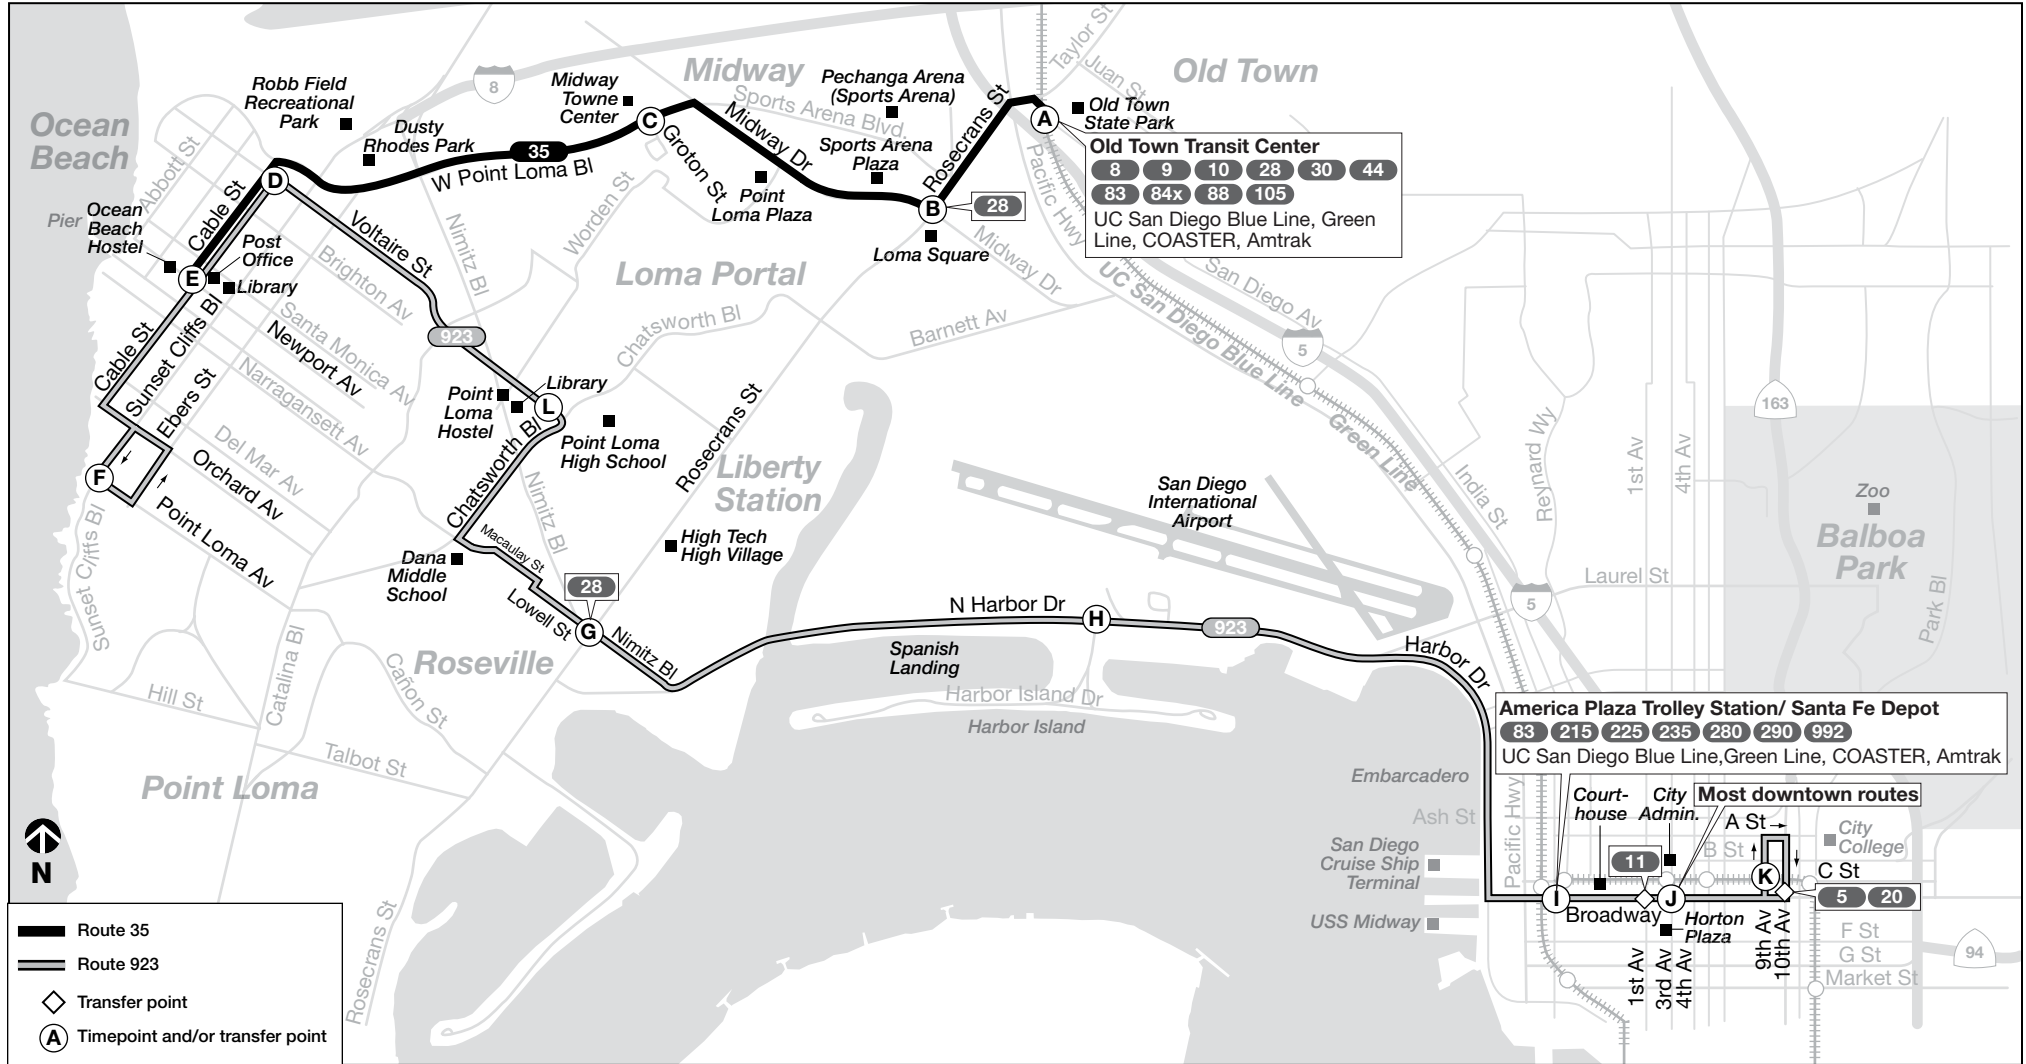 Taylor St
Juan St
Midway
Old Town
8
Robb Field
Recreational
Park
Midway
Towne
Center
Pechanga Arena
(Sports Arena)
Sports Arena Blvd.
Rosecrans St
A
Old Town
State Park
Ocean
Beach
Dusty
Rhodes Park
C
Midway Dr
Sports Arena
Plaza
Pacific Hwy
Old Town Transit Center
8 9 10 28 30 44
83 84x 88 105
UC San Diego Blue Line, Green
Line, COASTER, Amtrak
Abbott St
35
W Point Loma Bl
Groton St
Point
Loma Plaza
D
Cable St
Pier
Ocean
Beach
Hostel
Post
Office
E
Library
Voltaire St
Nimitz Bl
Worden St
B
28
Loma Square
Midway Dr
Loma Portal
Brighton Av
UC San Diego Blue Line
Green Line
San Diego Av
5
Cable St
Sunset Cliffs Bl
Santa Monica Av
Newport Av
Narragansett Av
Ebers St
923
Chatsworth Bl
Barnett Av
Point
Loma
Hostel
Library
L
Point Loma
High School
Rosecrans St
163
Reynard Wy
1st Av
4th Av
Del Mar Av
Orchard Av
F
Point Loma Av
Sunset Cliffs Bl
Chatsworth Bl
Nimitz Bl
Liberty
Station
San Diego
International
Airport
India St
Zoo
Balboa
Park
Park Bl
Macaulay St
Dana
Middle
School
High Tech
High Village
28
Lowell St
G
Nimitz Bl
Laurel St
5
N Harbor Dr
H
923
Harbor Dr
Spanish
Landing
Harbor Island Dr
Harbor Island
Roseville
Catalina Bl
Cañon St
Hill St
Talbot St
Point Loma
Rosecrans St
America Plaza Trolley Station/ Santa Fe Depot
83 215 225 235 280 290 992
UC San Diego Blue Line,Green Line, COASTER, Amtrak
Embarcadero
Ash St
Pacific Hwy
Court-
house
City
Admin.
Most downtown routes
A St
B St
City
College
C St
San Diego
Cruise Ship
Terminal
USS Midway
11
I
J
K
5 20
Broadway
Horton
Plaza
1st Av
3rd Av
4th Av
9th Av
10th Av
F St
G St
Market St
94
N
Route 35
Route 923
Transfer point
A
Timepoint and/or transfer point